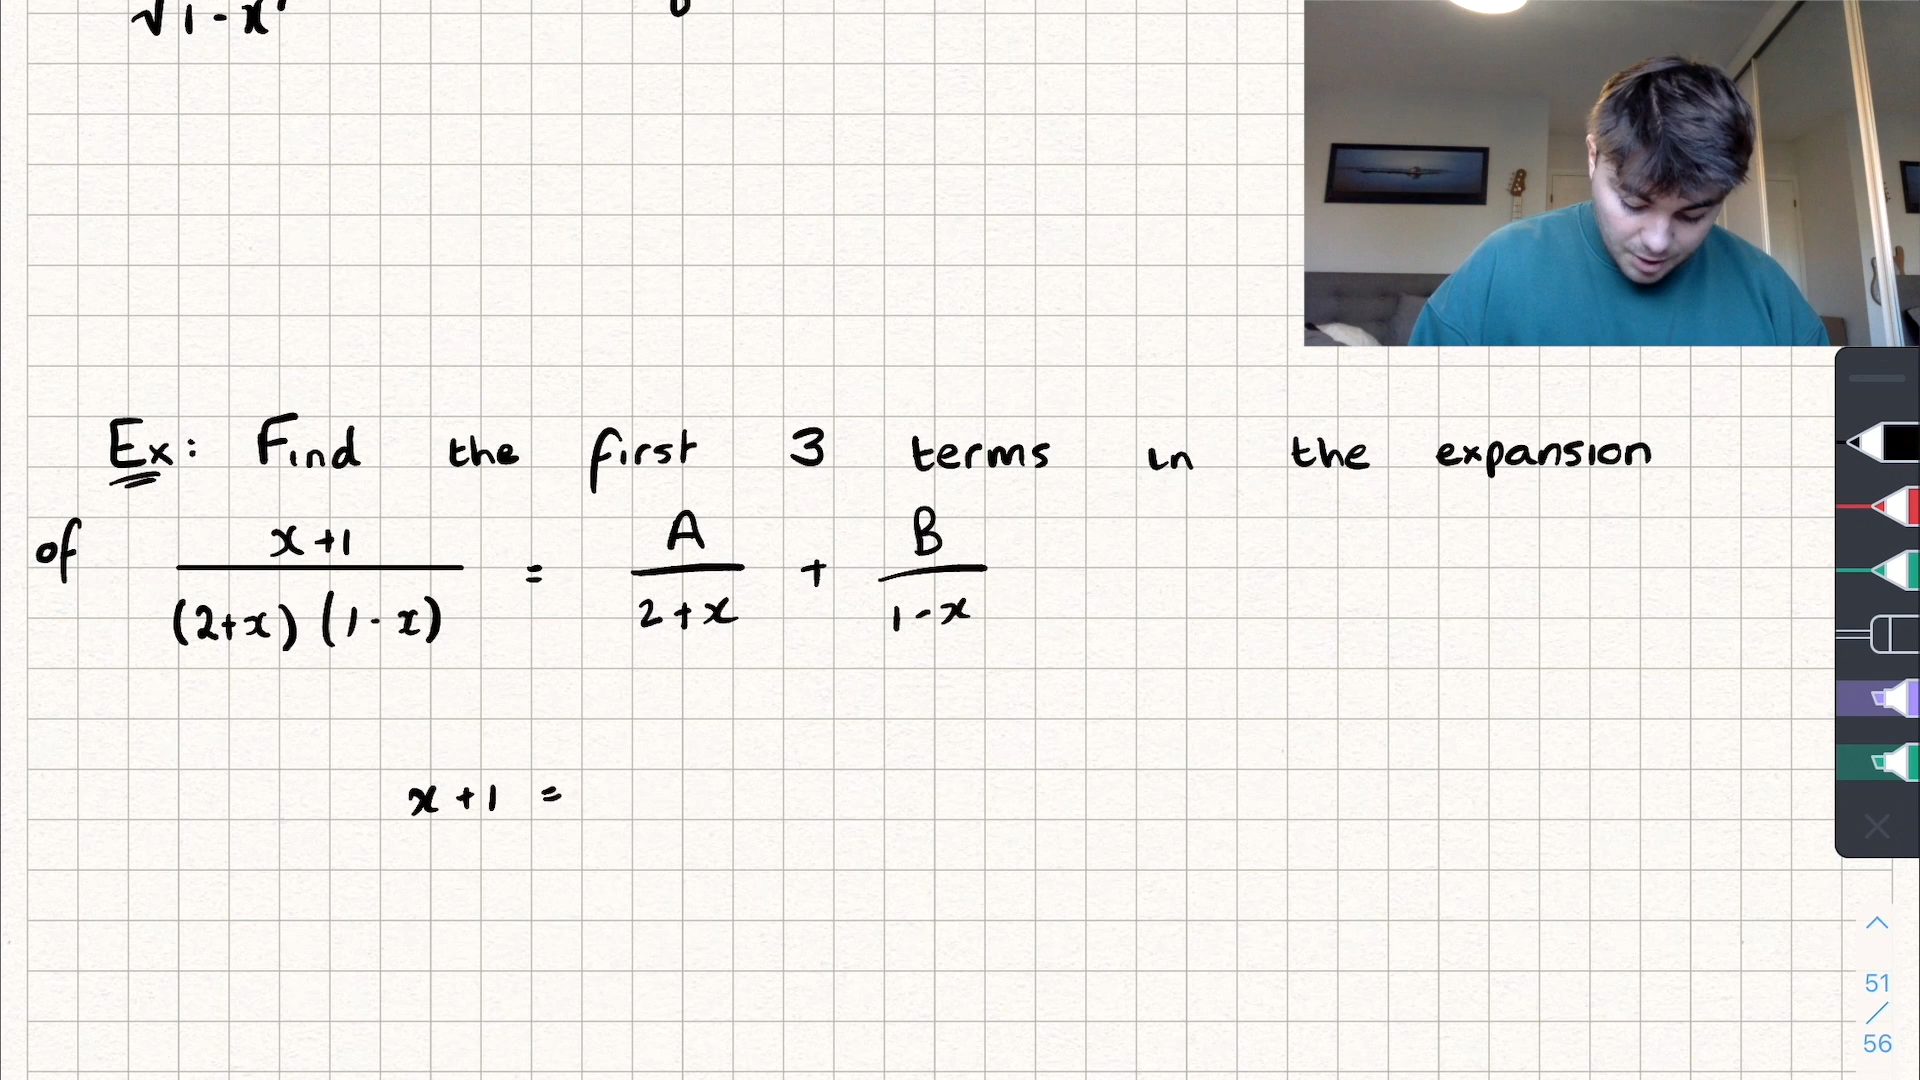 √1-x
Ex: Find the first 3 terms in the expansion
of x+1 / (2+x)(1-x) = A / 2+x + B / 1-x
x+1 =
51
/
56